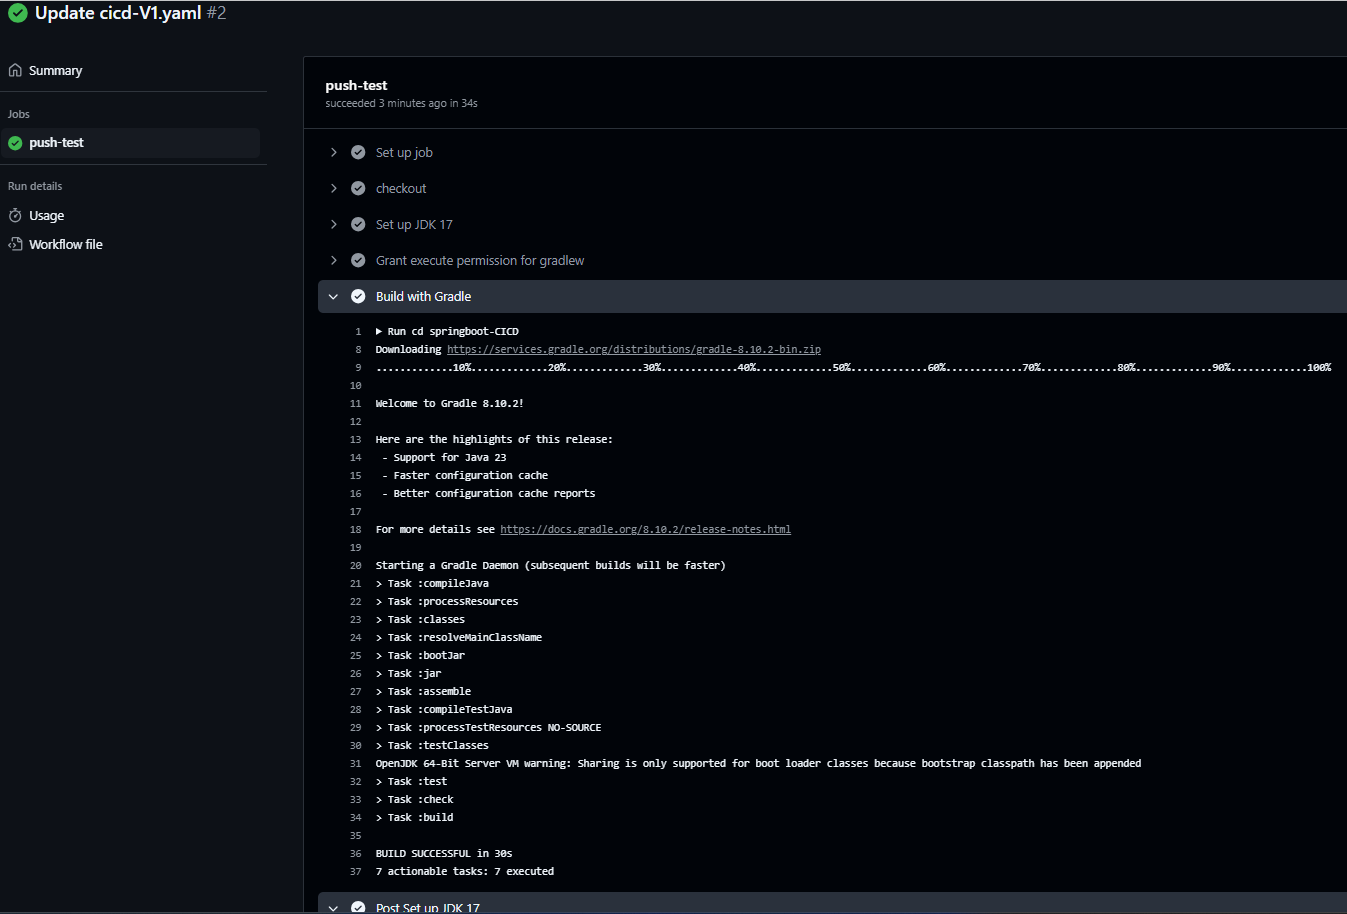 Update cicd-V1.yaml #2
Summary
Jobs
push-test
Run details
Usage
Workflow file
push-test
succeeded 3 minutes ago in 34s
Set up job
checkout
Set up JDK 17
Grant execute permission for gradlew
Build with Gradle
1 ▶ Run cd springboot-CICD
8 Downloading https://services.gradle.org/distributions/gradle-8.10.2-bin.zip
9 .............10%.............20%.............30%.............40%.............50%.............60%.............70%.............80%.............90%.............100%
10
11 Welcome to Gradle 8.10.2!
12
13 Here are the highlights of this release:
14 - Support for Java 23
15 - Faster configuration cache
16 - Better configuration cache reports
17
18 For more details see https://docs.gradle.org/8.10.2/release-notes.html
19
20 Starting a Gradle Daemon (subsequent builds will be faster)
21 > Task :compileJava
22 > Task :processResources
23 > Task :classes
24 > Task :resolveMainClassName
25 > Task :bootJar
26 > Task :jar
27 > Task :assemble
28 > Task :compileTestJava
29 > Task :processTestResources NO-SOURCE
30 > Task :testClasses
31 OpenJDK 64-Bit Server VM warning: Sharing is only supported for boot loader classes because bootstrap classpath has been appended
32 > Task :test
33 > Task :check
34 > Task :build
35
36 BUILD SUCCESSFUL in 30s
37 7 actionable tasks: 7 executed
Post Set up JDK 17